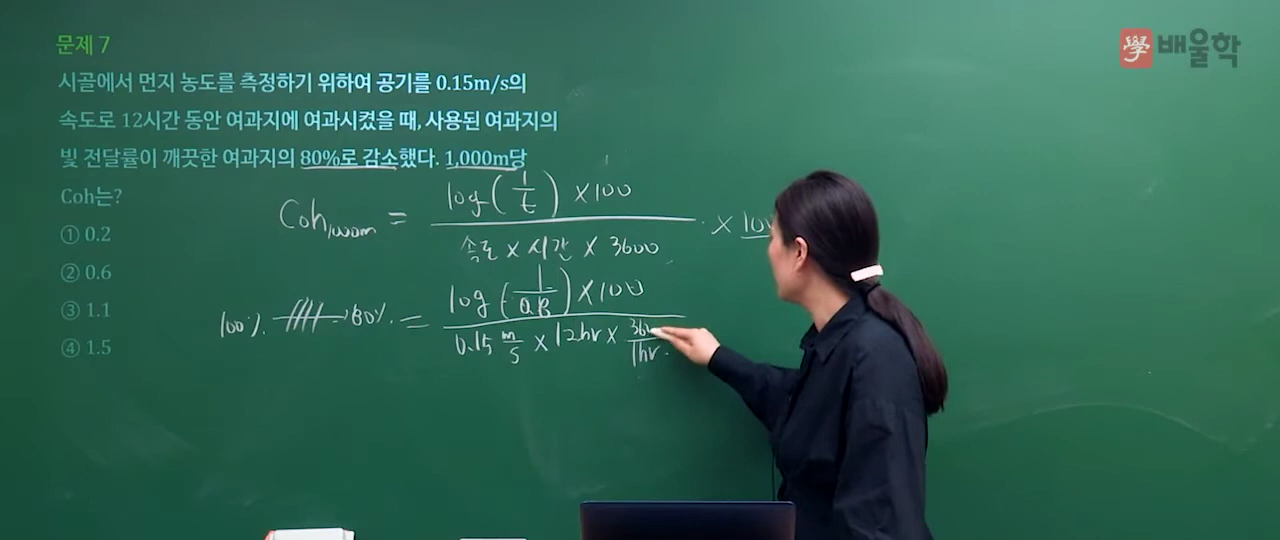 문제 7
學 배울학
시골에서 먼지 농도를 측정하기 위하여 공기를 0.15m/s의
속도로 12시간 동안 여과지에 여과시켰을 때, 사용된 여과지의
빛 전달률이 깨끗한 여과지의 80%로 감소했다. 1,000m당
Coh는?
① 0.2
② 0.6
③ 1.1
④ 1.5
Coh1000m = log(1/t) × 100 / 속도 × 시간 × 3600 × 10
100% 80% = log(1/0.8) × 100 / 0.15 m/s × 12hr × 36 / 1hr